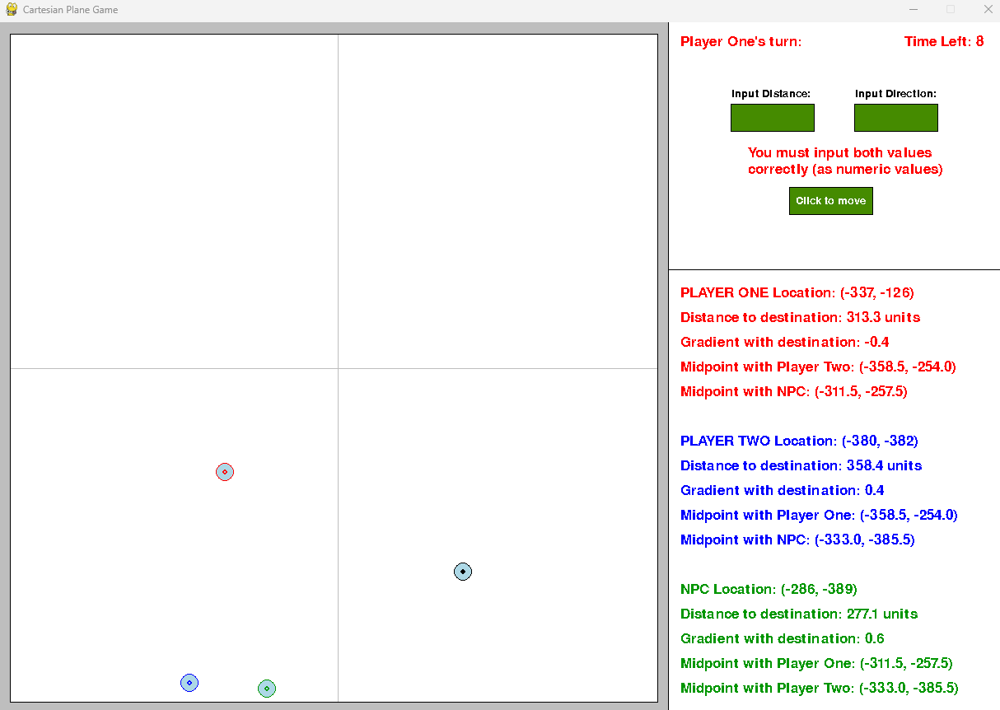 Cartesian Plane Game
Player One's turn:
Time Left: 8
Input Distance:
Input Direction:
You must input both values
correctly (as numeric values)
Click to move
PLAYER ONE Location: (-337, -126)
Distance to destination: 313.3 units
Gradient with destination: -0.4
Midpoint with Player Two: (-358.5, -254.0)
Midpoint with NPC: (-311.5, -257.5)
PLAYER TWO Location: (-380, -382)
Distance to destination: 358.4 units
Gradient with destination: 0.4
Midpoint with Player One: (-358.5, -254.0)
Midpoint with NPC: (-333.0, -385.5)
NPC Location: (-286, -389)
Distance to destination: 277.1 units
Gradient with destination: 0.6
Midpoint with Player One: (-311.5, -257.5)
Midpoint with Player Two: (-333.0, -385.5)